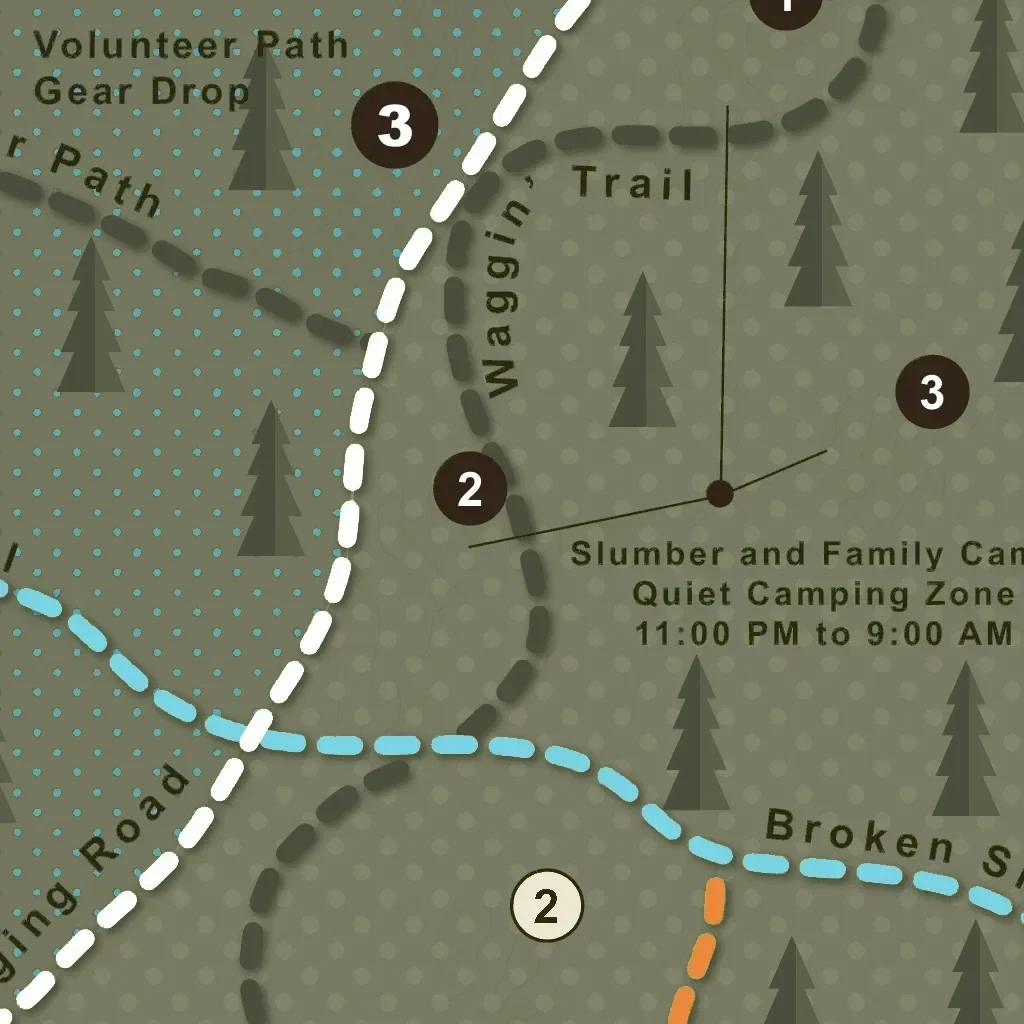 1
Volunteer Path
Gear Drop
3
Path
Waggin' Trail
3
2
Slumber and Family
Quiet Camping Zone
11:00 PM to 9:00 AM
Road
Broken
2